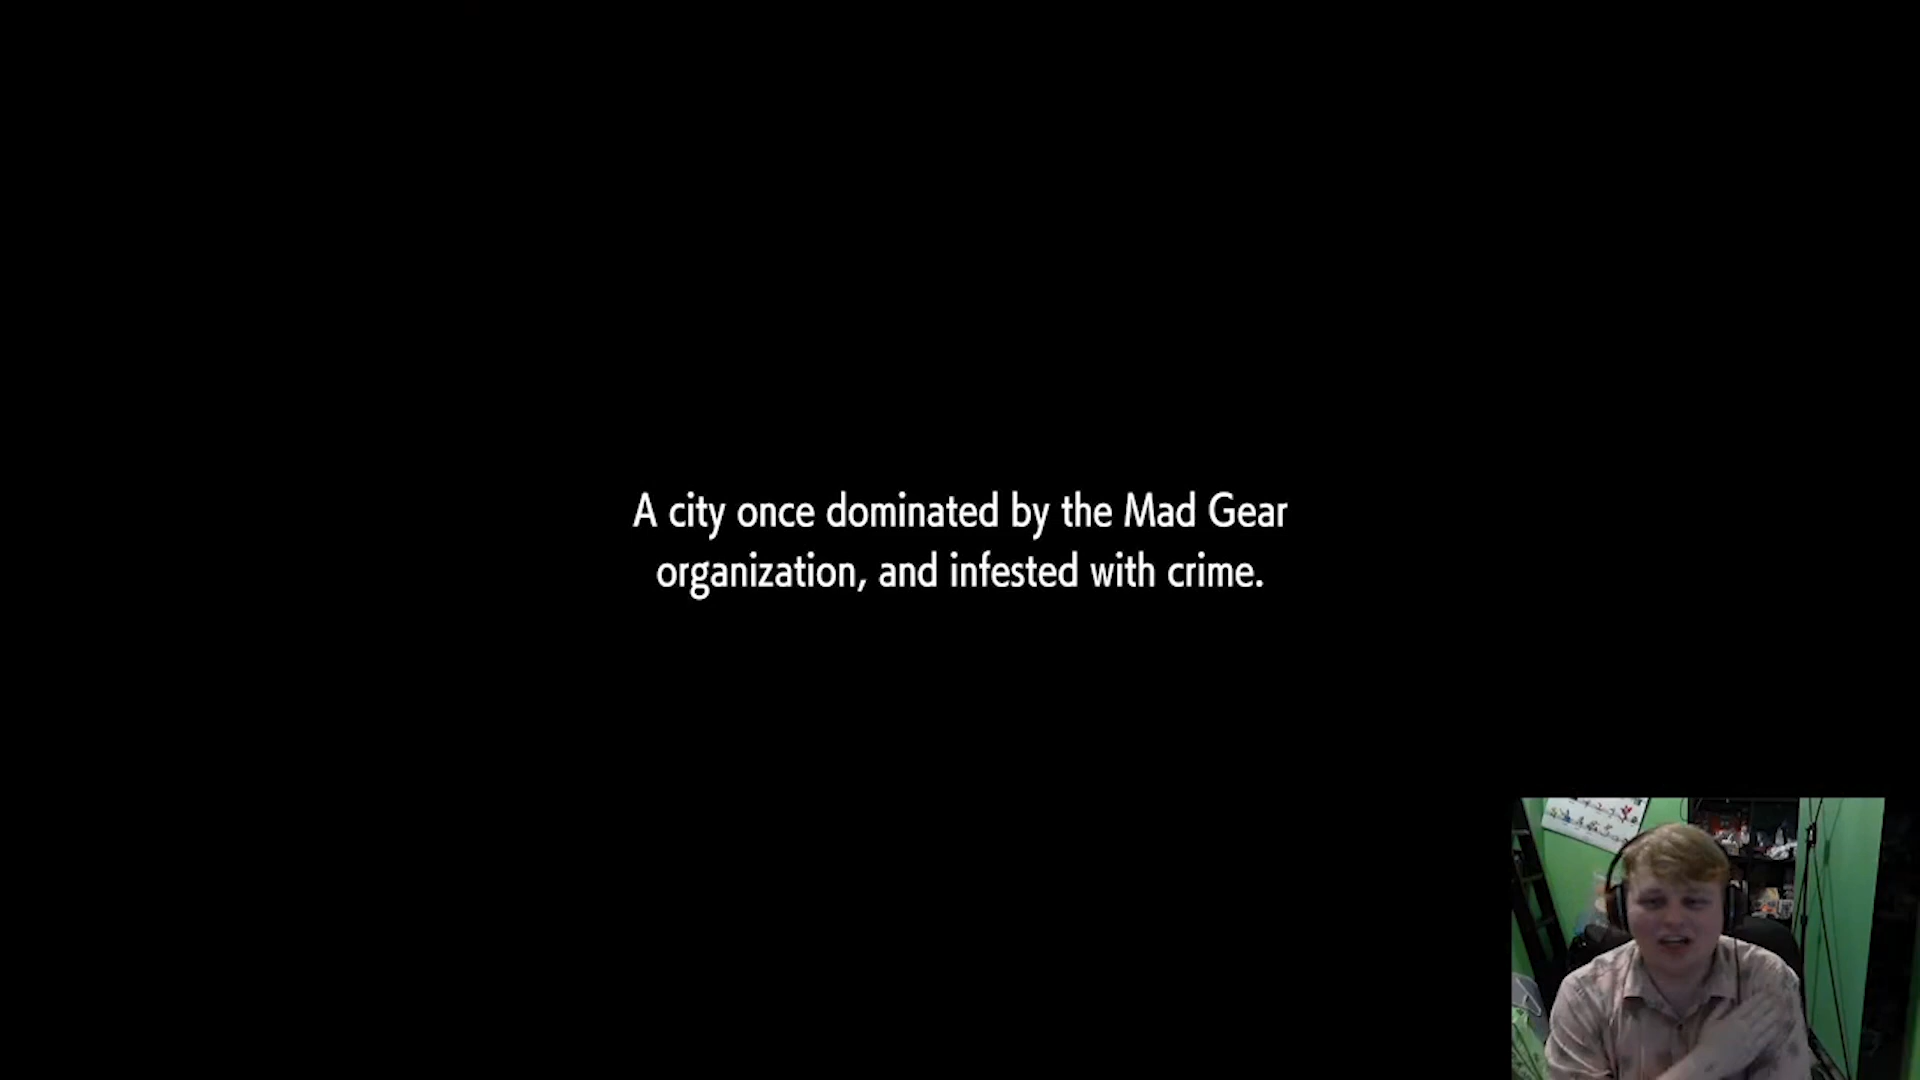 A city once dominated by the Mad Gear
organization, and infested with crime.